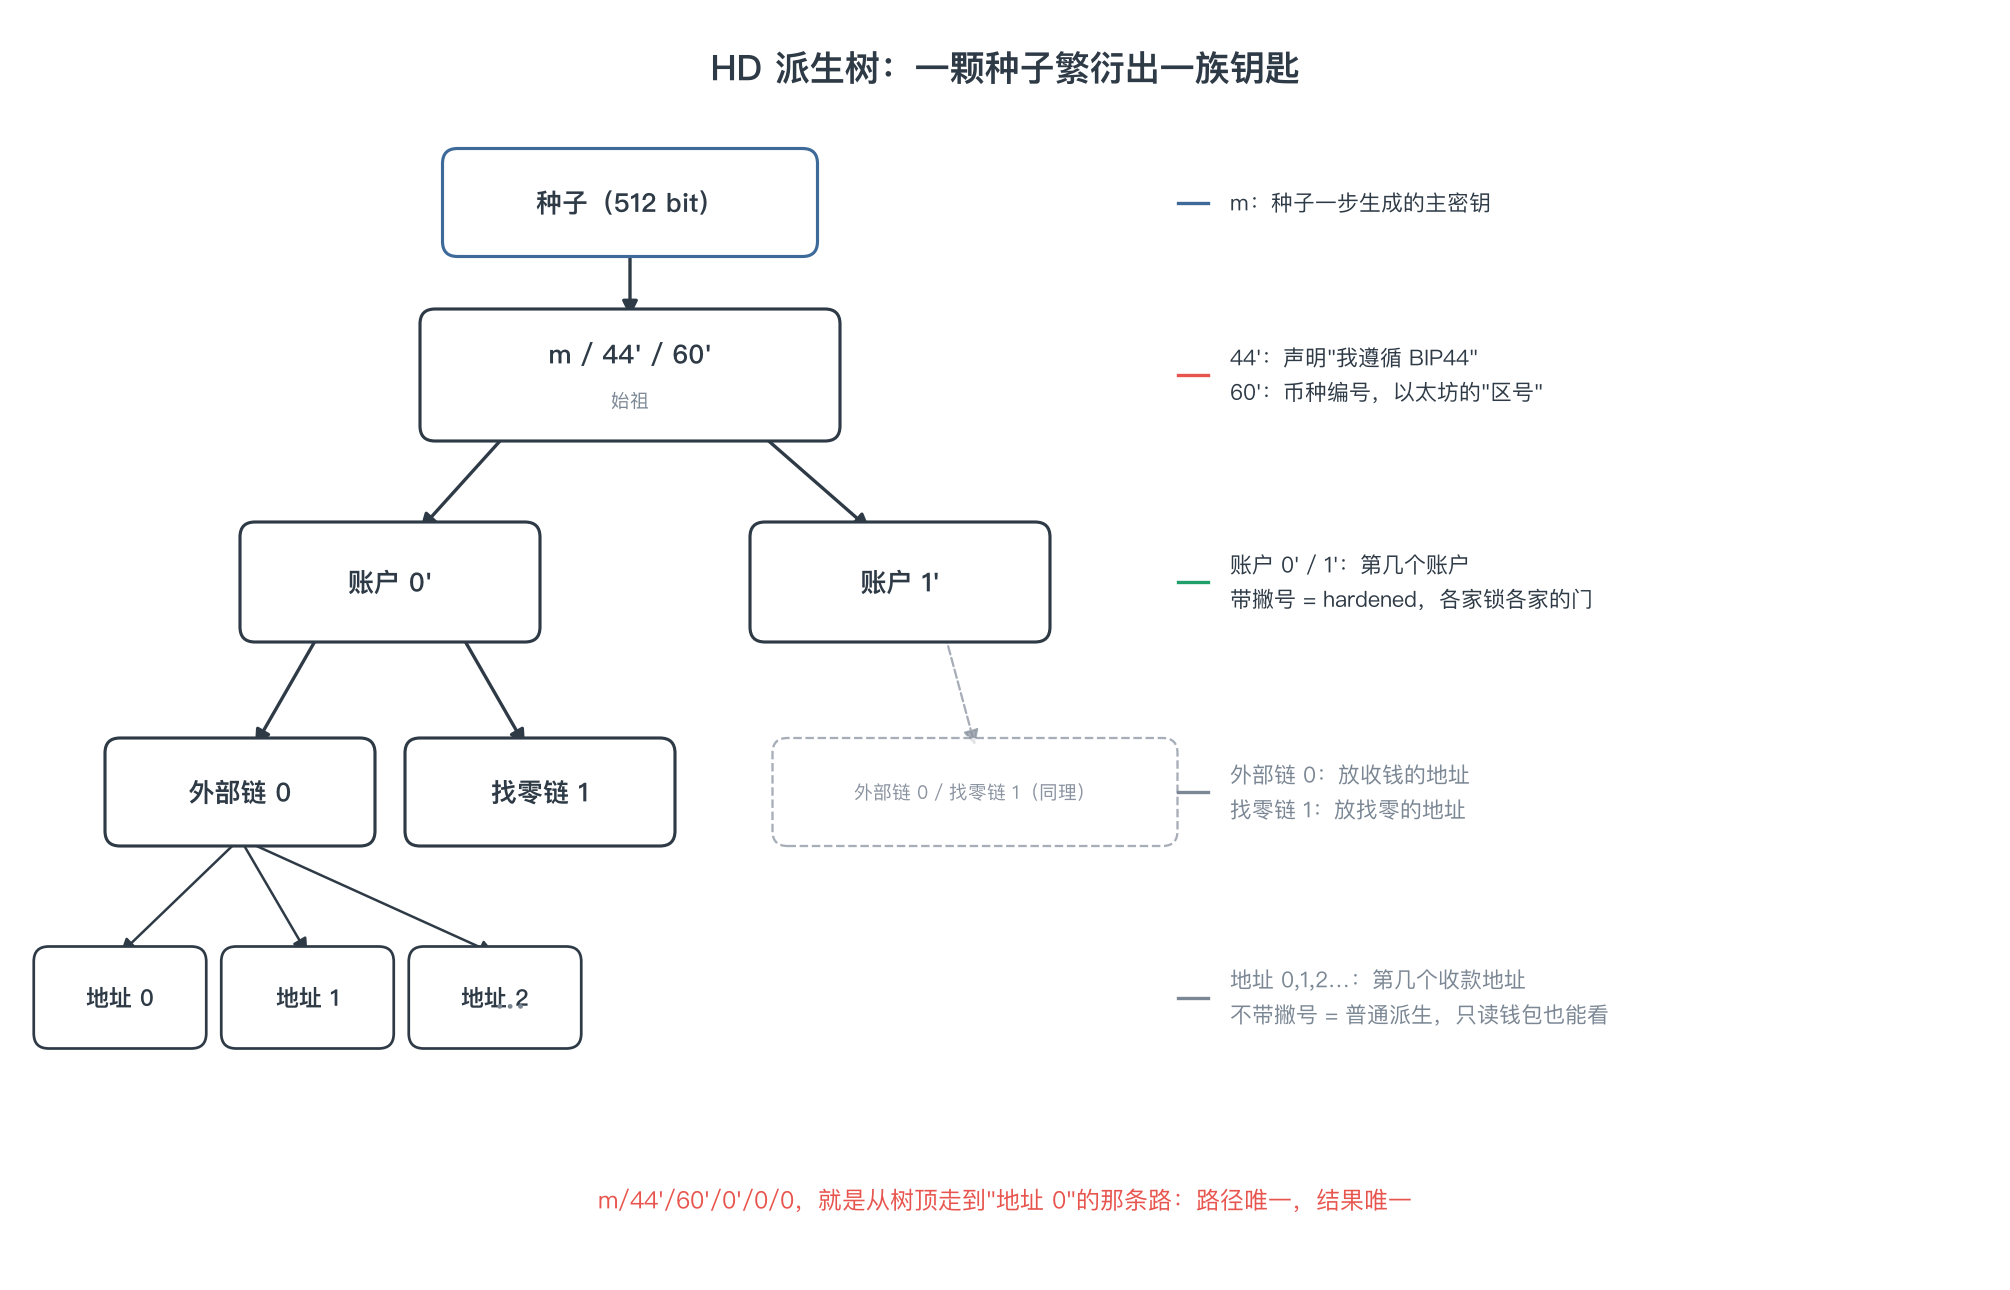 HD 派生树：一颗种子繁衍出一族钥匙
种子（512 bit）
m：种子一步生成的主密钥
m / 44' / 60'
始祖
44'：声明"我遵循 BIP44"
60'：币种编号，以太坊的"区号"
账户 0'
账户 1'
账户 0' / 1'：第几个账户
带撇号 = hardened，各家锁各家的门
外部链 0
找零链 1
外部链 0 / 找零链 1（同理）
外部链 0：放收钱的地址
找零链 1：放找零的地址
地址 0
地址 1
地址 2
...
地址 0,1,2...：第几个收款地址
不带撇号 = 普通派生，只读钱包也能看
m/44'/60'/0'/0/0，就是从树顶走到"地址 0"的那条路：路径唯一，结果唯一